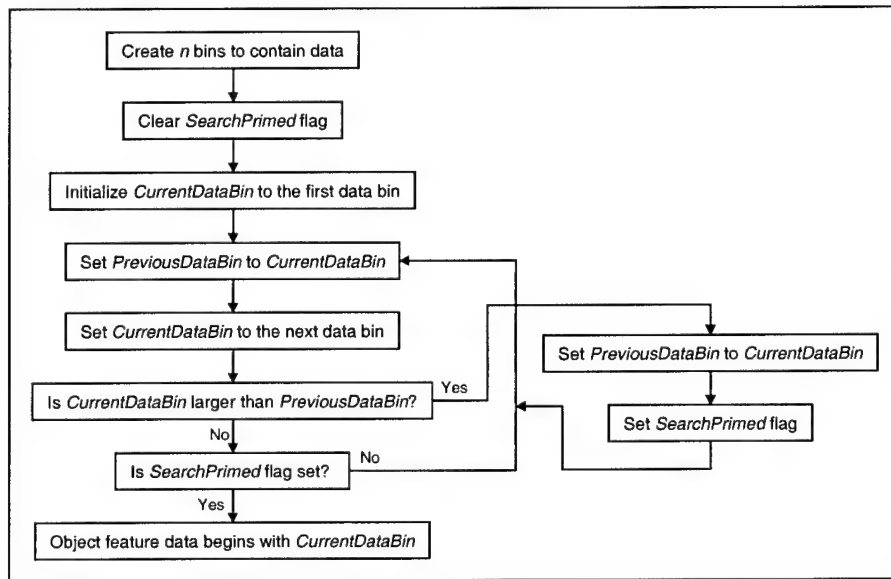 Create n bins to contain data
Clear SearchPrimed flag
Initialize CurrentDataBin to the first data bin
Set PreviousDataBin to CurrentDataBin
Set CurrentDataBin to the next data bin
Is CurrentDataBin larger than PreviousDataBin?
Yes
Set PreviousDataBin to CurrentDataBin
Set SearchPrimed flag
No
Is SearchPrimed flag set?
No
Yes
Object feature data begins with CurrentDataBin